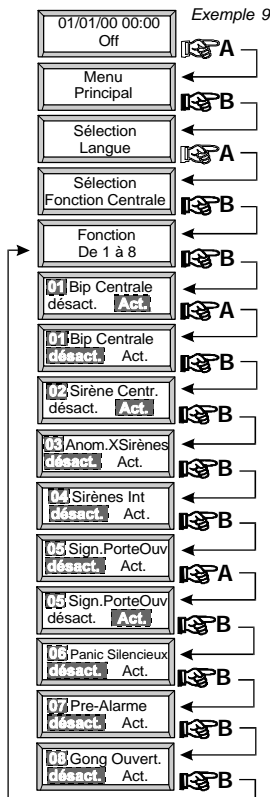 Exemple 9
01/01/00 00:00
Off
A
Menu
Principal
B
Sélection
Langue
A
Sélection
Fonction Centrale
B
Fonction
De 1 à 8
B
01 Bip Centrale
désact. Act.
A
01 Bip Centrale
désact. Act.
B
02 Sirène Centr.
désact. Act.
B
03 Anom.XSirènes
désact. Act.
B
04 Sirènes Int
désact. Act.
B
05 Sign.PorteOuv
désact. Act.
A
05 Sign.PorteOuv
désact. Act.
B
06 Panic Silencieux
désact. Act.
B
07 Pre-Alarme
désact. Act.
B
08 Gong Ouvert.
désact. Act.
B